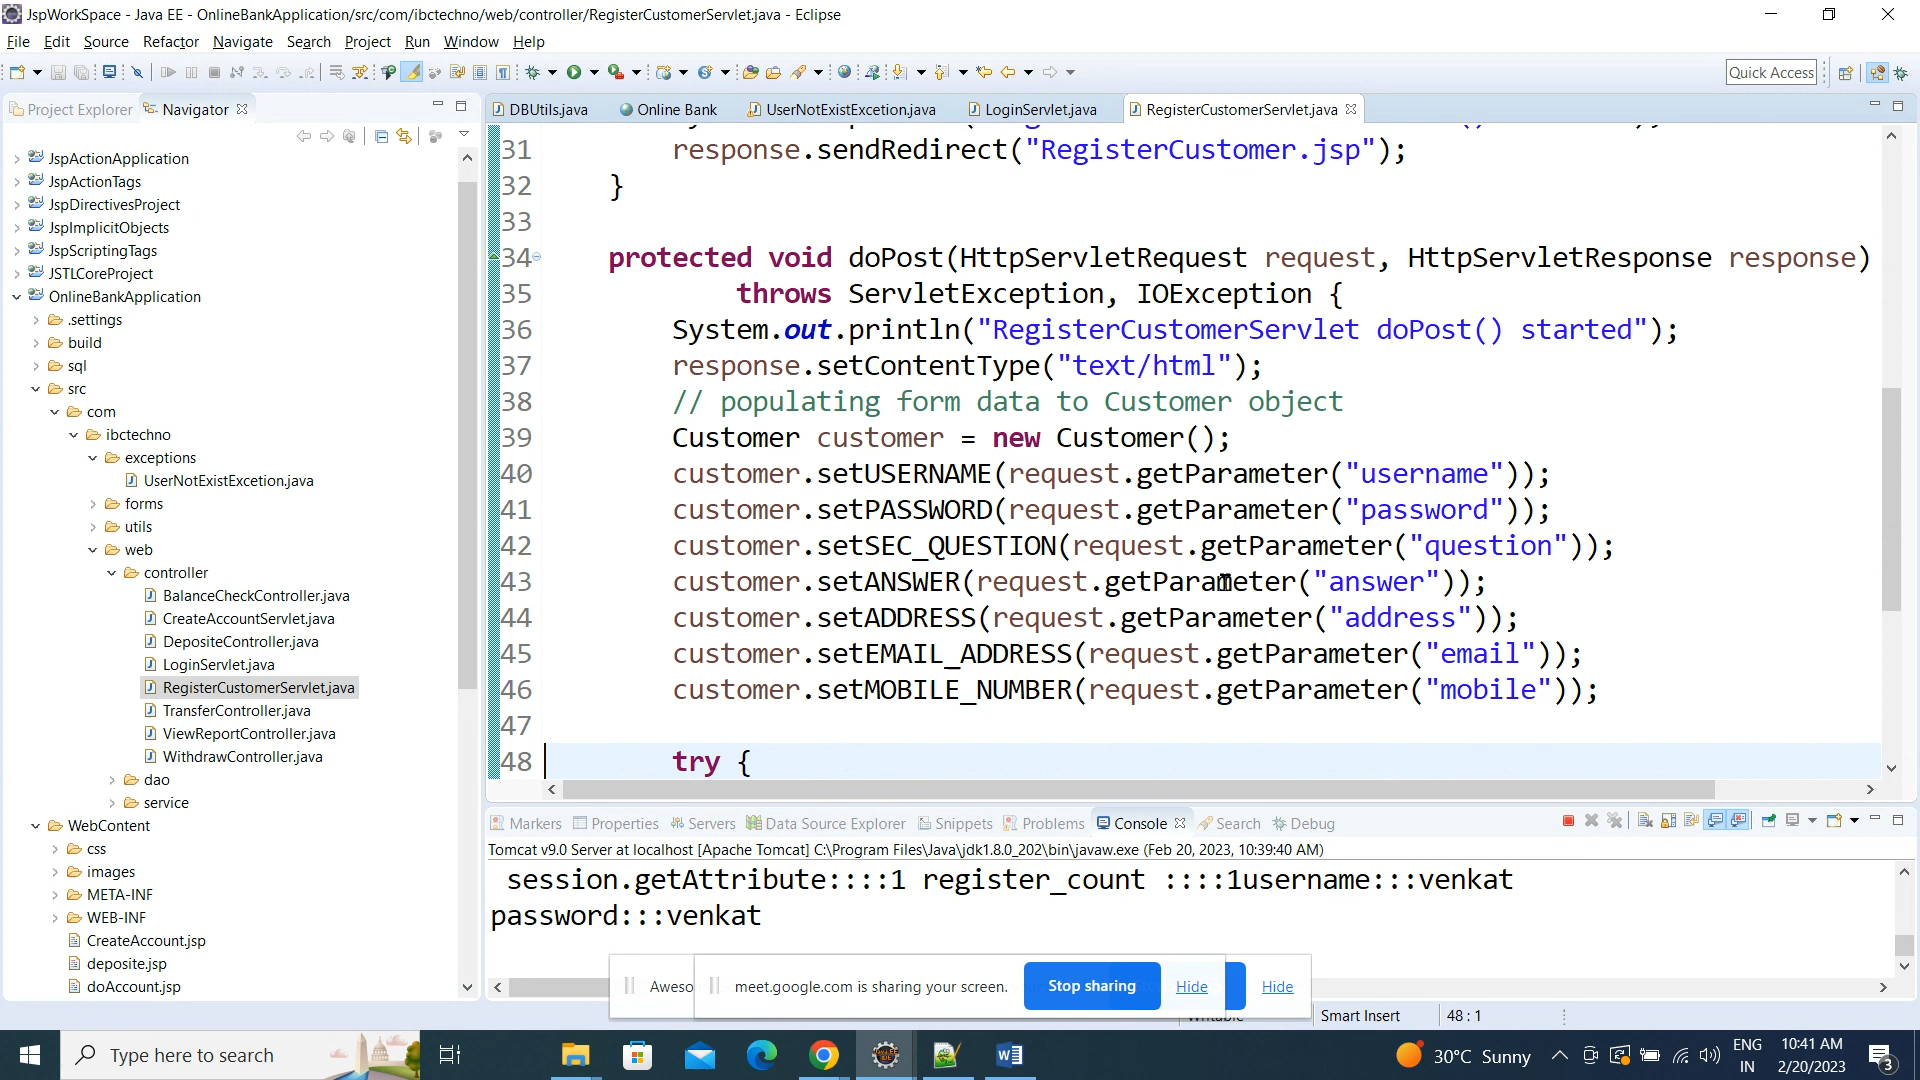 JspWorkSpace - Java EE - OnlineBankApplication/src/com/ibctechno/web/controller/RegisterCustomerServlet.java - Eclipse
File Edit Source Refactor Navigate Search Project Run Window Help
Quick Access
Project Explorer Navigator
DBUtils.java Online Bank UserNotExistExcetion.java LoginServlet.java RegisterCustomerServlet.java
JspActionApplication
JspActionTags
JspDirectivesProject
JspImplicitObjects
JspScriptingTags
JSTLCoreProject
OnlineBankApplication
.settings
build
sql
src
com
ibctechno
exceptions
UserNotExistExcetion.java
forms
utils
web
controller
BalanceCheckController.java
CreateAccountServlet.java
DepositeController.java
LoginServlet.java
RegisterCustomerServlet.java
TransferController.java
ViewReportController.java
WithdrawController.java
dao
service
WebContent
css
images
META-INF
WEB-INF
CreateAccount.jsp
deposite.jsp
doAccount.jsp
31 response.sendRedirect("RegisterCustomer.jsp");
32 }
33
34 protected void doPost(HttpServletRequest request, HttpServletResponse response)
35 throws ServletException, IOException {
36 System.out.println("RegisterCustomerServlet doPost() started");
37 response.setContentType("text/html");
38 // populating form data to Customer object
39 Customer customer = new Customer();
40 customer.setUSERNAME(request.getParameter("username"));
41 customer.setPASSWORD(request.getParameter("password"));
42 customer.setSEC_QUESTION(request.getParameter("question"));
43 customer.setANSWER(request.getParameter("answer"));
44 customer.setADDRESS(request.getParameter("address"));
45 customer.setEMAIL_ADDRESS(request.getParameter("email"));
46 customer.setMOBILE_NUMBER(request.getParameter("mobile"));
47
48 try {
Markers Properties Servers Data Source Explorer Snippets Problems Console Search Debug
Tomcat v9.0 Server at localhost [Apache Tomcat] C:\Program Files\Java\jdk1.8.0_202\bin\javaw.exe (Feb 20, 2023, 10:39:40 AM)
session.getAttribute::::1 register_count ::::1username:::venkat
password:::venkat
Aweso meet.google.com is sharing your screen. Stop sharing Hide Hide
Smart Insert 48 : 1
Type here to search
30°C Sunny
ENG
IN
10:41 AM
2/20/2023
3